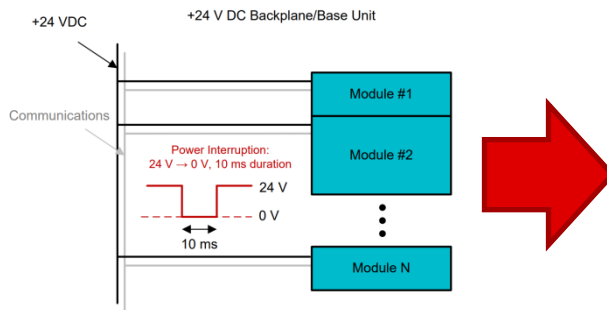 +24 V DC Backplane/Base Unit
+24 VDC
Communications
Module #1
Module #2
Power Interruption:
24 V → 0 V, 10 ms duration
24 V
0 V
10 ms
Module N